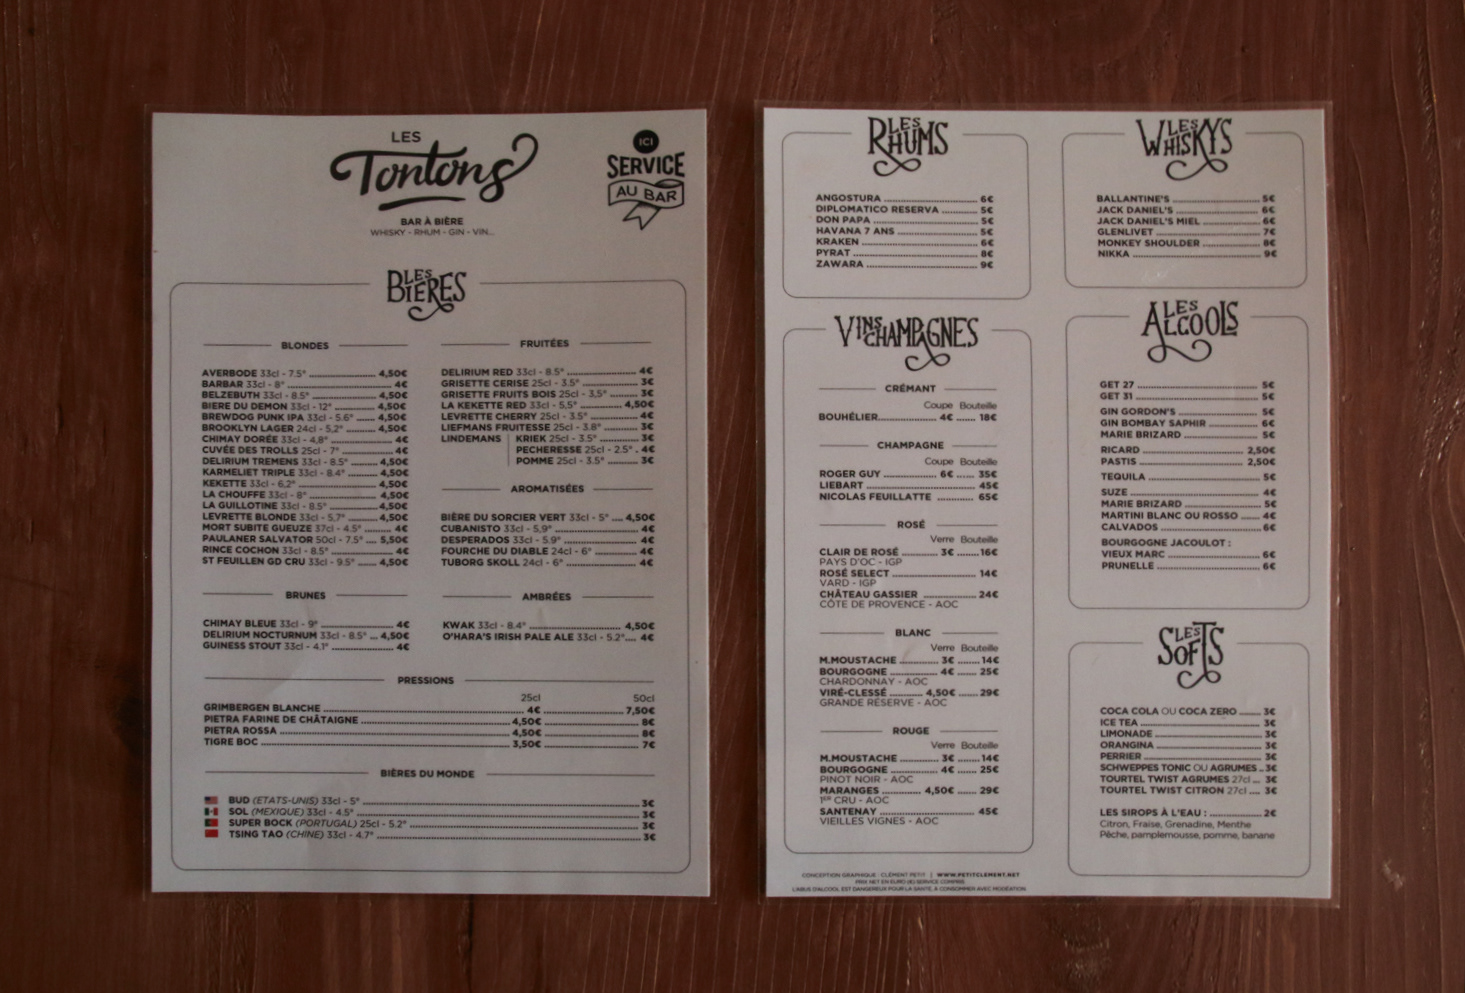 LES
Tontons
BAR À BIÈRE
WHISKY - RHUM - GIN - VIN...
ICI
SERVICE
AU BAR
LES
BIÈRES
BLONDES
AVERBODE 33cl - 7.5° 4,50€
BARBAR 33cl - 8° 4€
BELZEBUTH 33cl - 8.5° 4,50€
BIERE DU DEMON 33cl - 12° 4,50€
BREWDOG PUNK IPA 33cl - 5.6° 4,50€
BROOKLYN LAGER 24cl - 5,2° 4,50€
CHIMAY DORÉE 33cl - 4,8° 4€
CUVÉE DES TROLLS 25cl - 7° 4€
DELIRIUM TREMENS 33cl - 8.5° 4,50€
KARMELIET TRIPLE 33cl - 8.4° 4,50€
KEKETTE 33cl - 6,2° 4,50€
LA CHOUFFE 33cl - 8° 4,50€
LA GUILLOTINE 33cl - 8.5° 4,50€
LEVRETTE BLONDE 33cl - 5,7° 4,50€
MORT SUBITE GUEUZE 37cl - 4.5° 4€
PAULANER SALVATOR 50cl - 7.5° 5,50€
RINCE COCHON 33cl - 8.5° 4€
ST FEUILLEN GD CRU 33cl - 9.5° 4,50€
BRUNES
CHIMAY BLEUE 33cl - 9° 4€
DELIRIUM NOCTURNUM 33cl - 8.5° 4,50€
GUINESS STOUT 33cl - 4.1° 4€
FRUITÉES
DELIRIUM RED 33cl - 8.5° 4€
GRISETTE CERISE 25cl - 3.5° 3€
GRISETTE FRUITS BOIS 25cl - 3,5° 3€
LA KEKETTE RED 33cl - 5,5° 4,50€
LEVRETTE CHERRY 25cl - 3.5° 4€
LIEFMANS FRUITESSE 25cl - 3.8° 3€
LINDEMANS KRIEK 25cl - 3.5° 3€
PECHERESSE 25cl - 2.5° 4€
POMME 25cl - 3.5° 3€
AROMATISÉES
BIÈRE DU SORCIER VERT 33cl - 5° 4,50€
CUBANISTO 33cl - 5.9° 4€
DESPERADOS 33cl - 5.9° 4€
FOURCHE DU DIABLE 24cl - 6° 4€
TUBORG SKOLL 24cl - 6° 4€
AMBRÉES
KWAK 33cl - 8.4° 4,50€
O'HARA'S IRISH PALE ALE 33cl - 5.2° 4€
PRESSIONS
25cl 50cl
GRIMBERGEN BLANCHE 4€ 7,50€
PIETRA FARINE DE CHÂTAIGNE 4,50€ 8€
PIETRA ROSSA 4,50€ 8€
TIGRE BOC 3,50€ 7€
BIÈRES DU MONDE
BUD (ETATS-UNIS) 33cl - 5° 3€
SOL (MEXIQUE) 33cl - 4.5° 3€
SUPER BOCK (PORTUGAL) 25cl - 5.2° 3€
TSING TAO (CHINE) 33cl - 4.7° 3€
LES
RHUMS
ANGOSTURA 6€
DIPLOMATICO RESERVA 5€
DON PAPA 5€
HAVANA 7 ANS 5€
KRAKEN 6€
PYRAT 8€
ZAWARA 9€
VINS
CHAMPAGNES
CRÉMANT
Coupe Bouteille
BOUHÉLIER 4€ 18€
CHAMPAGNE
Coupe Bouteille
ROGER GUY 6€ 35€
LIEBART 45€
NICOLAS FEUILLATTE 65€
ROSÉ
Verre Bouteille
CLAIR DE ROSÉ 3€ 16€
PAYS D'OC - IGP
ROSÉ SELECT 14€
VARD - IGP
CHÂTEAU GASSIER 24€
CÔTE DE PROVENCE - AOC
BLANC
Verre Bouteille
M.MOUSTACHE 3€ 14€
BOURGOGNE 4€ 25€
CHARDONNAY - AOC
VIRÉ-CLESSÉ 4,50€ 29€
GRANDE RÉSERVE - AOC
ROUGE
Verre Bouteille
M.MOUSTACHE 3€ 14€
BOURGOGNE 4€ 25€
PINOT NOIR - AOC
MARANGES 4,50€ 29€
1ER CRU - AOC
SANTENAY 45€
VIEILLES VIGNES - AOC
CONCEPTION GRAPHIQUE : CLÉMENT PETIT | WWW.PETITCLEMENT.NET
PRIX NET EN EURO (€) SERVICE COMPRIS.
L'ABUS D'ALCOOL EST DANGEREUX POUR LA SANTÉ, À CONSOMMER AVEC MODÉRATION.
LES
WHISKYS
BALLANTINE'S 5€
JACK DANIEL'S 6€
JACK DANIEL'S MIEL 6€
GLENLIVET 7€
MONKEY SHOULDER 8€
NIKKA 9€
LES
ALCOOLS
GET 27 5€
GET 31 5€
GIN GORDON'S 5€
GIN BOMBAY SAPHIR 6€
MARIE BRIZARD 5€
RICARD 2,50€
PASTIS 2,50€
TEQUILA 5€
SUZE 4€
MARIE BRIZARD 5€
MARTINI BLANC OU ROSSO 4€
CALVADOS 6€
BOURGOGNE JACOULOT :
VIEUX MARC 6€
PRUNELLE 6€
LES
SOFTS
COCA COLA OU COCA ZERO 3€
ICE TEA 3€
LIMONADE 3€
ORANGINA 3€
PERRIER 3€
SCHWEPPES TONIC OU AGRUMES 3€
TOURTEL TWIST AGRUMES 27cl 3€
TOURTEL TWIST CITRON 27cl 3€
LES SIROPS À L'EAU : 2€
Citron, Fraise, Grenadine, Menthe
Pêche, pamplemousse, pomme, banane